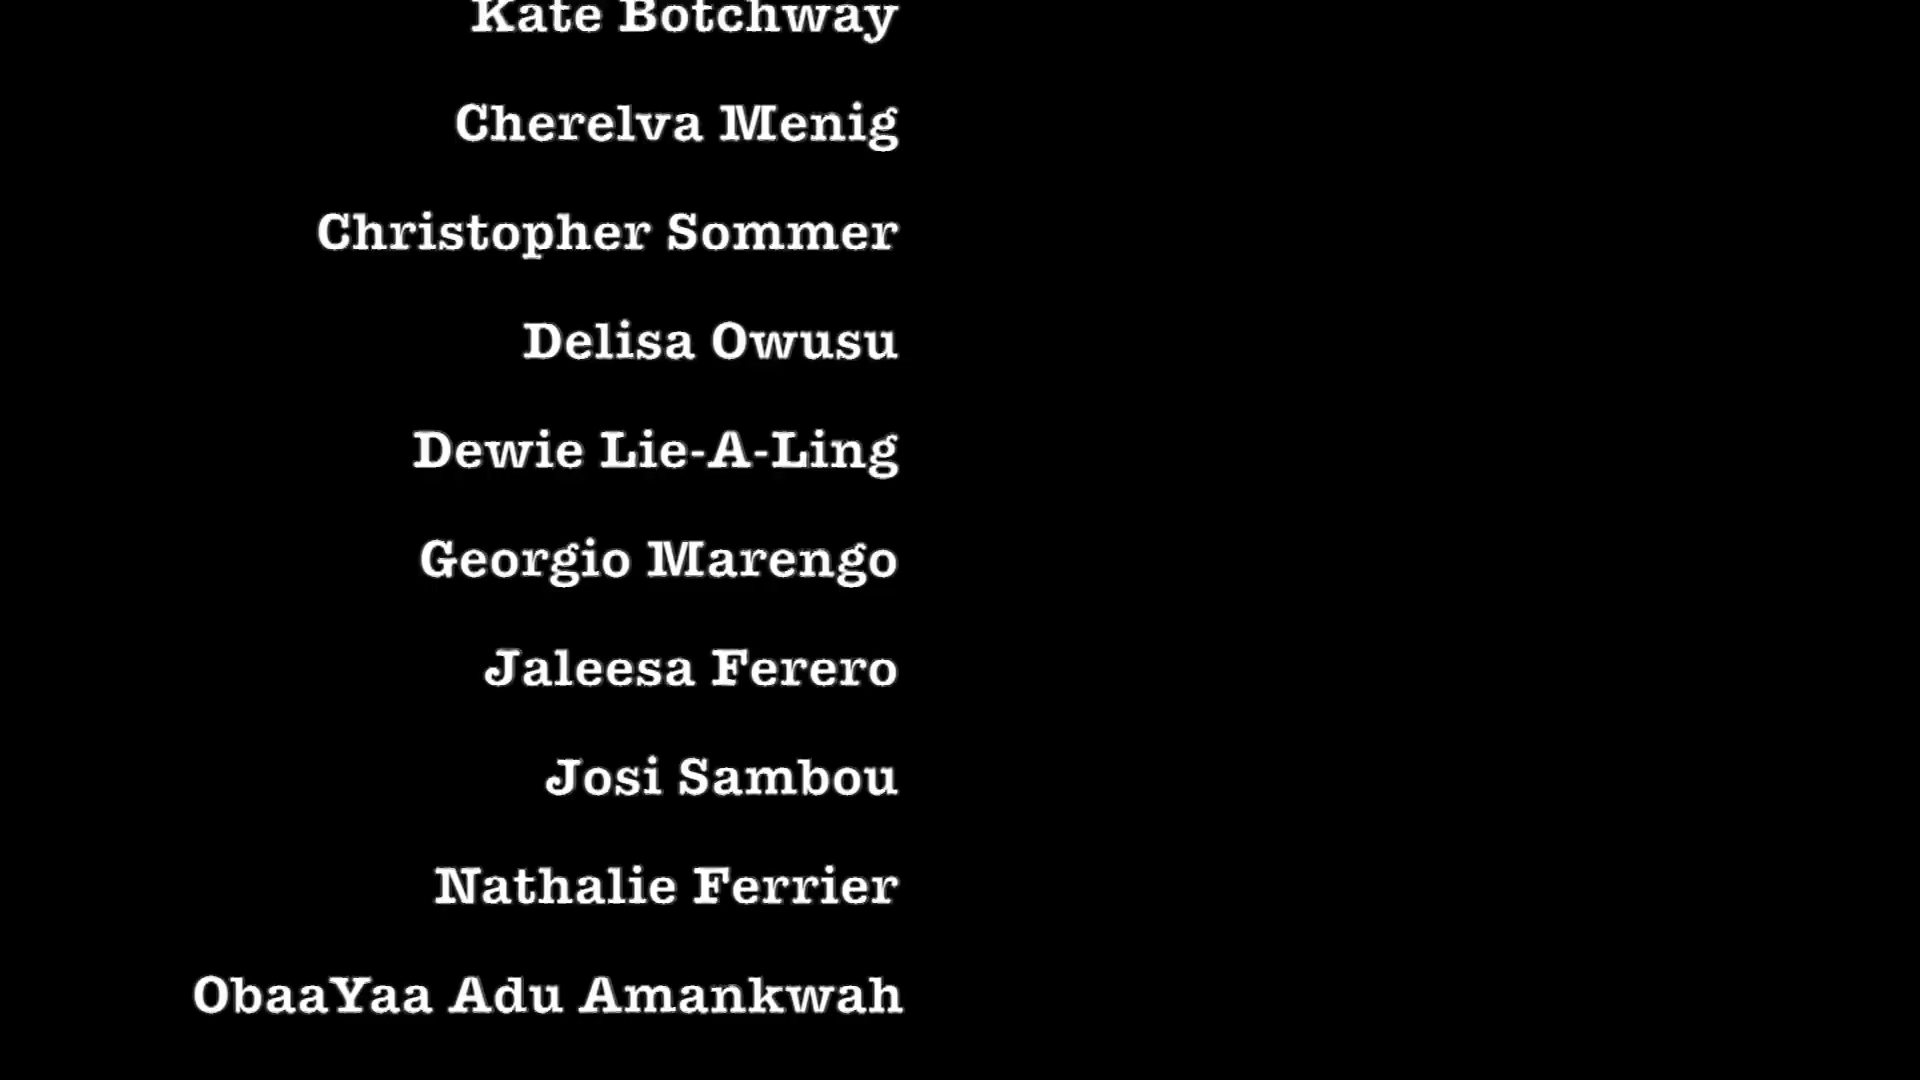 Kate Botchway
Cherelva Menig
Christopher Sommer
Delisa Owusu
Dewie Lie-A-Ling
Georgio Marengo
Jaleesa Ferero
Josi Sambou
Nathalie Ferrier
ObaaYaa Adu Amankwah